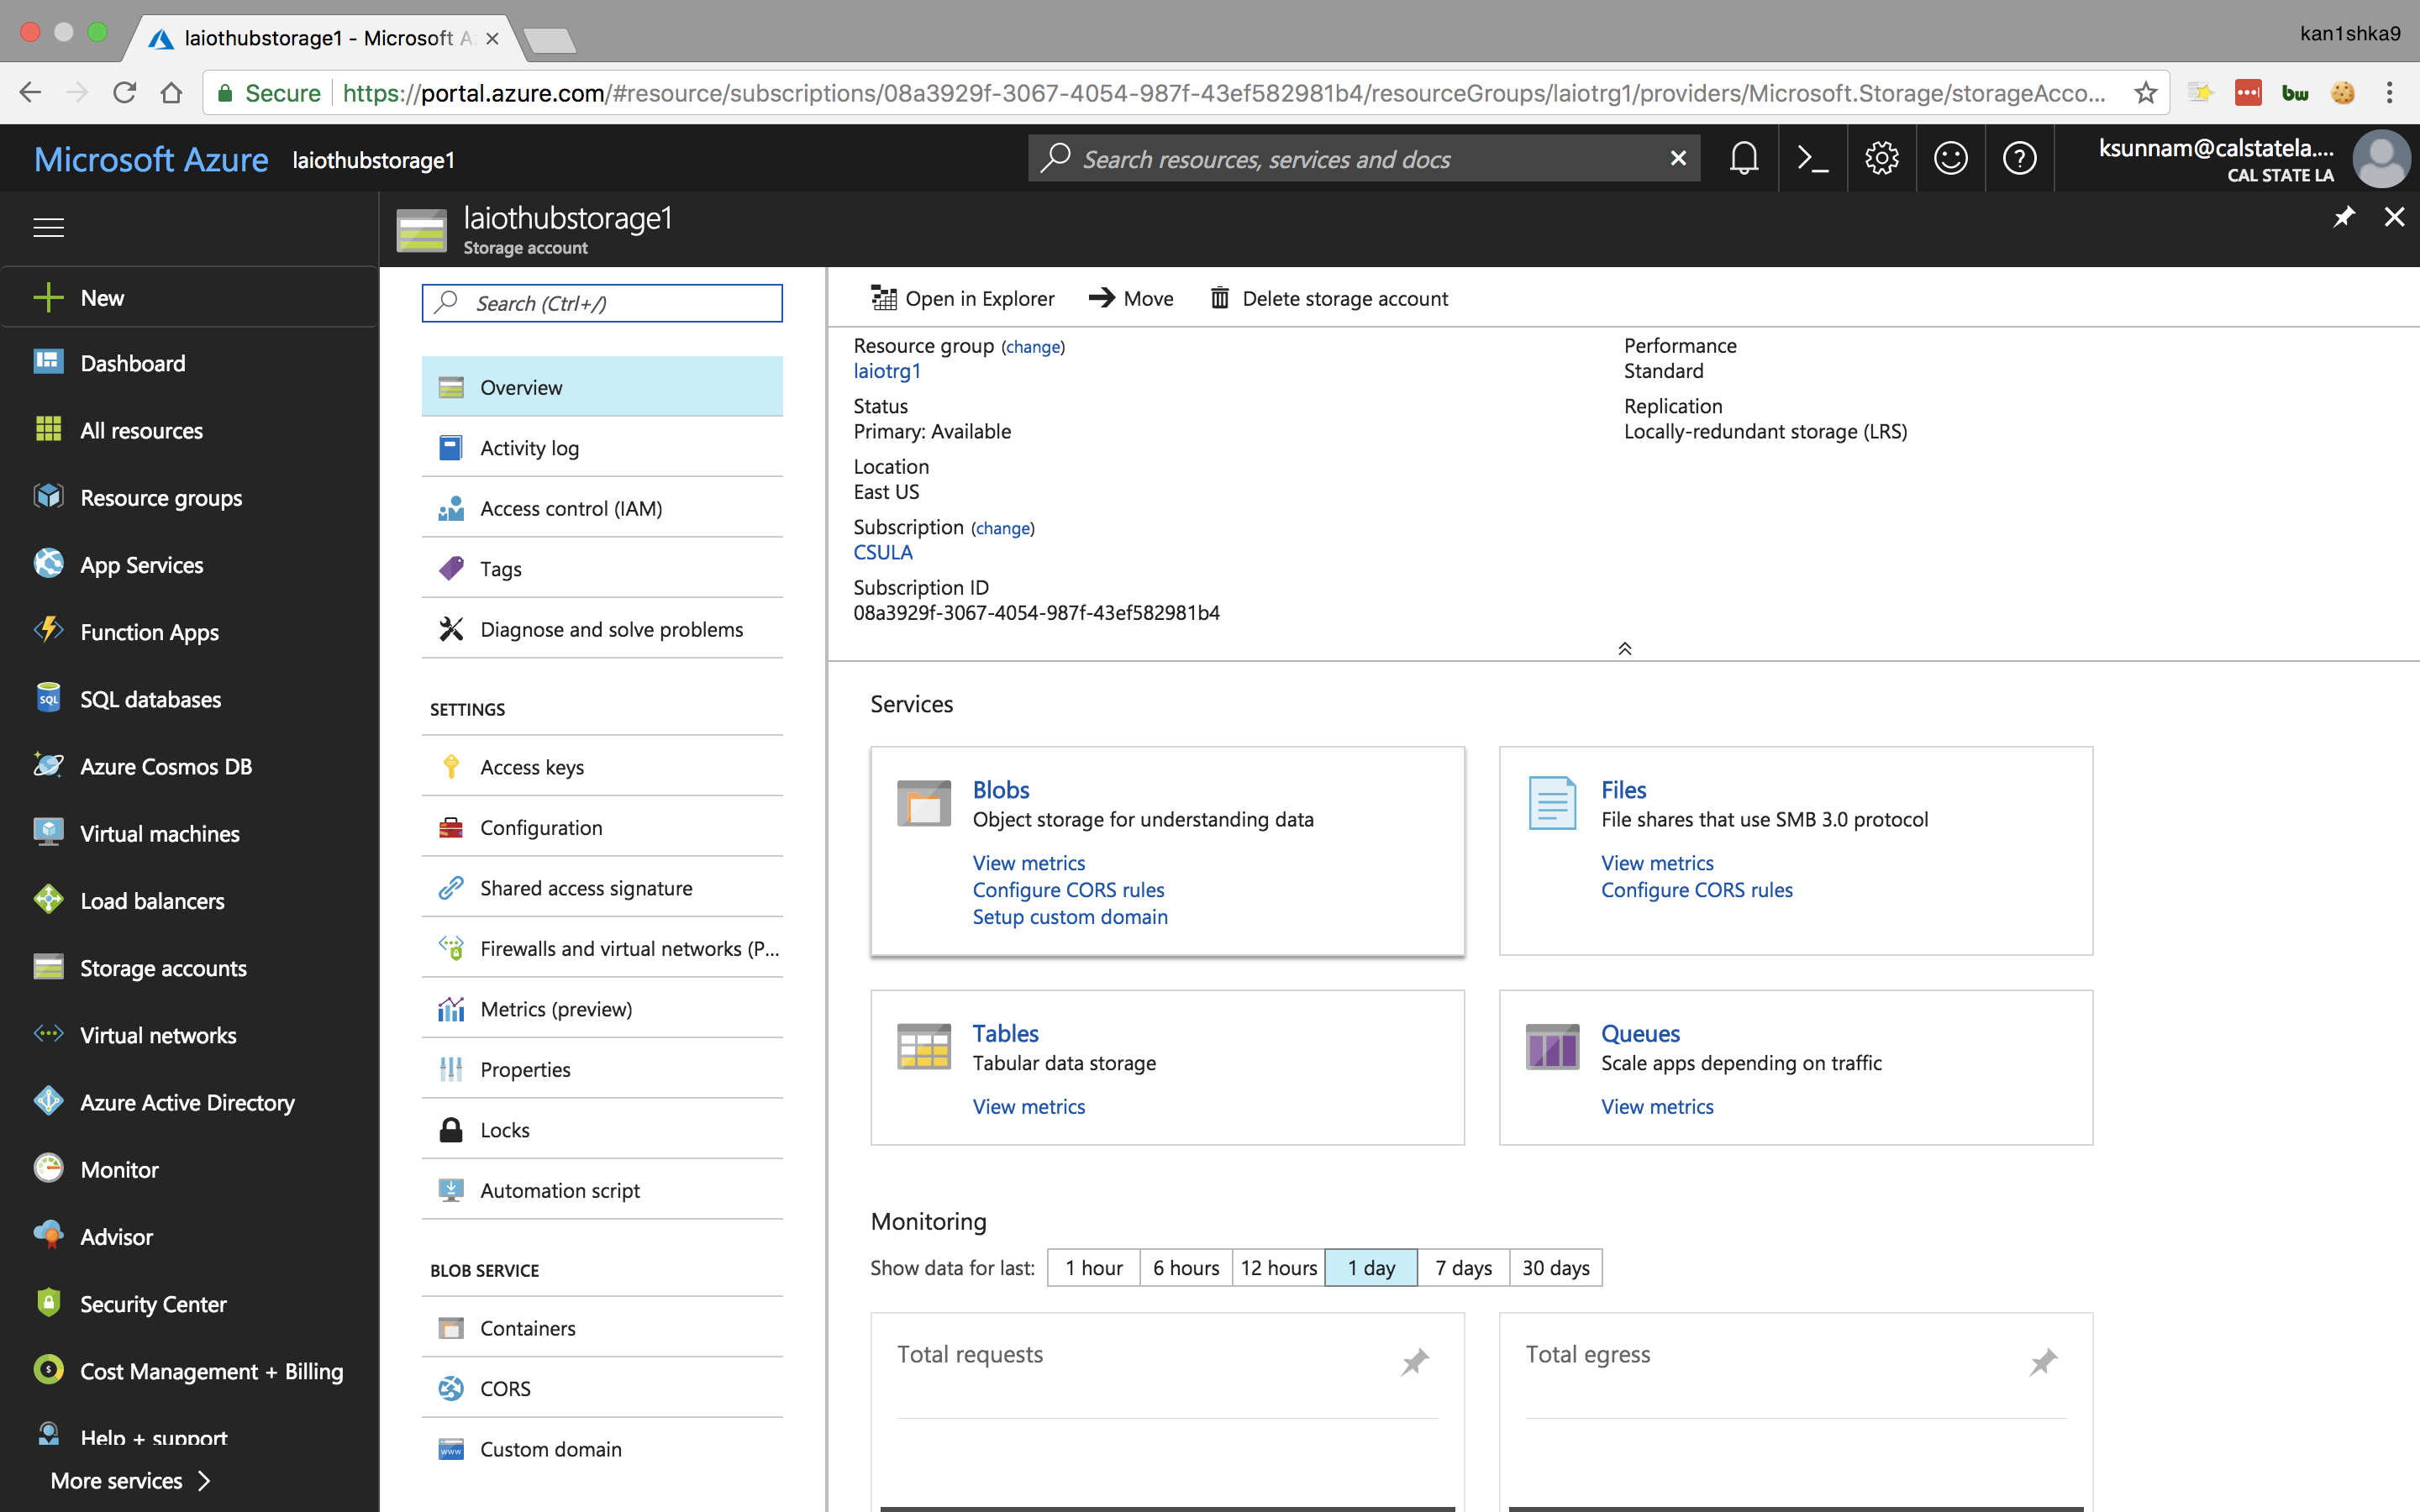 laiothubstorage1 - Microsoft A
kan1shka9
Secure
https://portal.azure.com/#resource/subscriptions/08a3929f-3067-4054-987f-43ef582981b4/resourceGroups/laiotrg1/providers/Microsoft.Storage/storageAcco...
bw
Microsoft Azure
laiothubstorage1
Search resources, services and docs
ksunnam@calstatela....
CAL STATE LA
laiothubstorage1
Storage account
New
Dashboard
All resources
Resource groups
App Services
Function Apps
SQL databases
Azure Cosmos DB
Virtual machines
Load balancers
Storage accounts
Virtual networks
Azure Active Directory
Monitor
Advisor
Security Center
Cost Management + Billing
Help + support
More services
Search (Ctrl+/)
Overview
Activity log
Access control (IAM)
Tags
Diagnose and solve problems
SETTINGS
Access keys
Configuration
Shared access signature
Firewalls and virtual networks (P...
Metrics (preview)
Properties
Locks
Automation script
BLOB SERVICE
Containers
CORS
Custom domain
Open in Explorer
Move
Delete storage account
Resource group (change)
laiotrg1
Status
Primary: Available
Location
East US
Subscription (change)
CSULA
Subscription ID
08a3929f-3067-4054-987f-43ef582981b4
Performance
Standard
Replication
Locally-redundant storage (LRS)
Services
Blobs
Object storage for understanding data
View metrics
Configure CORS rules
Setup custom domain
Files
File shares that use SMB 3.0 protocol
View metrics
Configure CORS rules
Tables
Tabular data storage
View metrics
Queues
Scale apps depending on traffic
View metrics
Monitoring
Show data for last: 1 hour 6 hours 12 hours 1 day 7 days 30 days
Total requests
Total egress